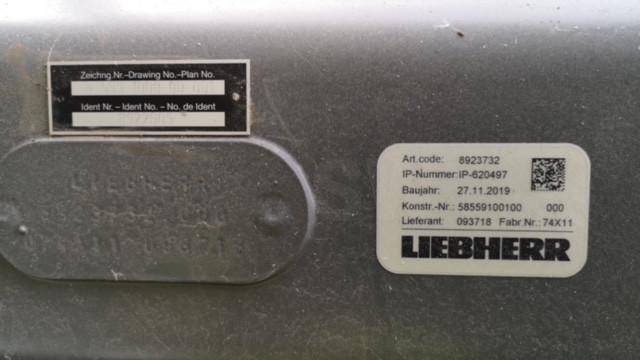 Zeichng.Nr.-Drawing No.-Plan No.
Ident Nr. - Ident No. - No. de Ident
LIEBHERR
Art.code: 8923732
IP-Nummer: IP-620497
Baujahr: 27.11.2019
Konstr.-Nr.: 58559100100 000
Lieferant: 093718 Fabr.Nr.: 74X11
LIEBHERR